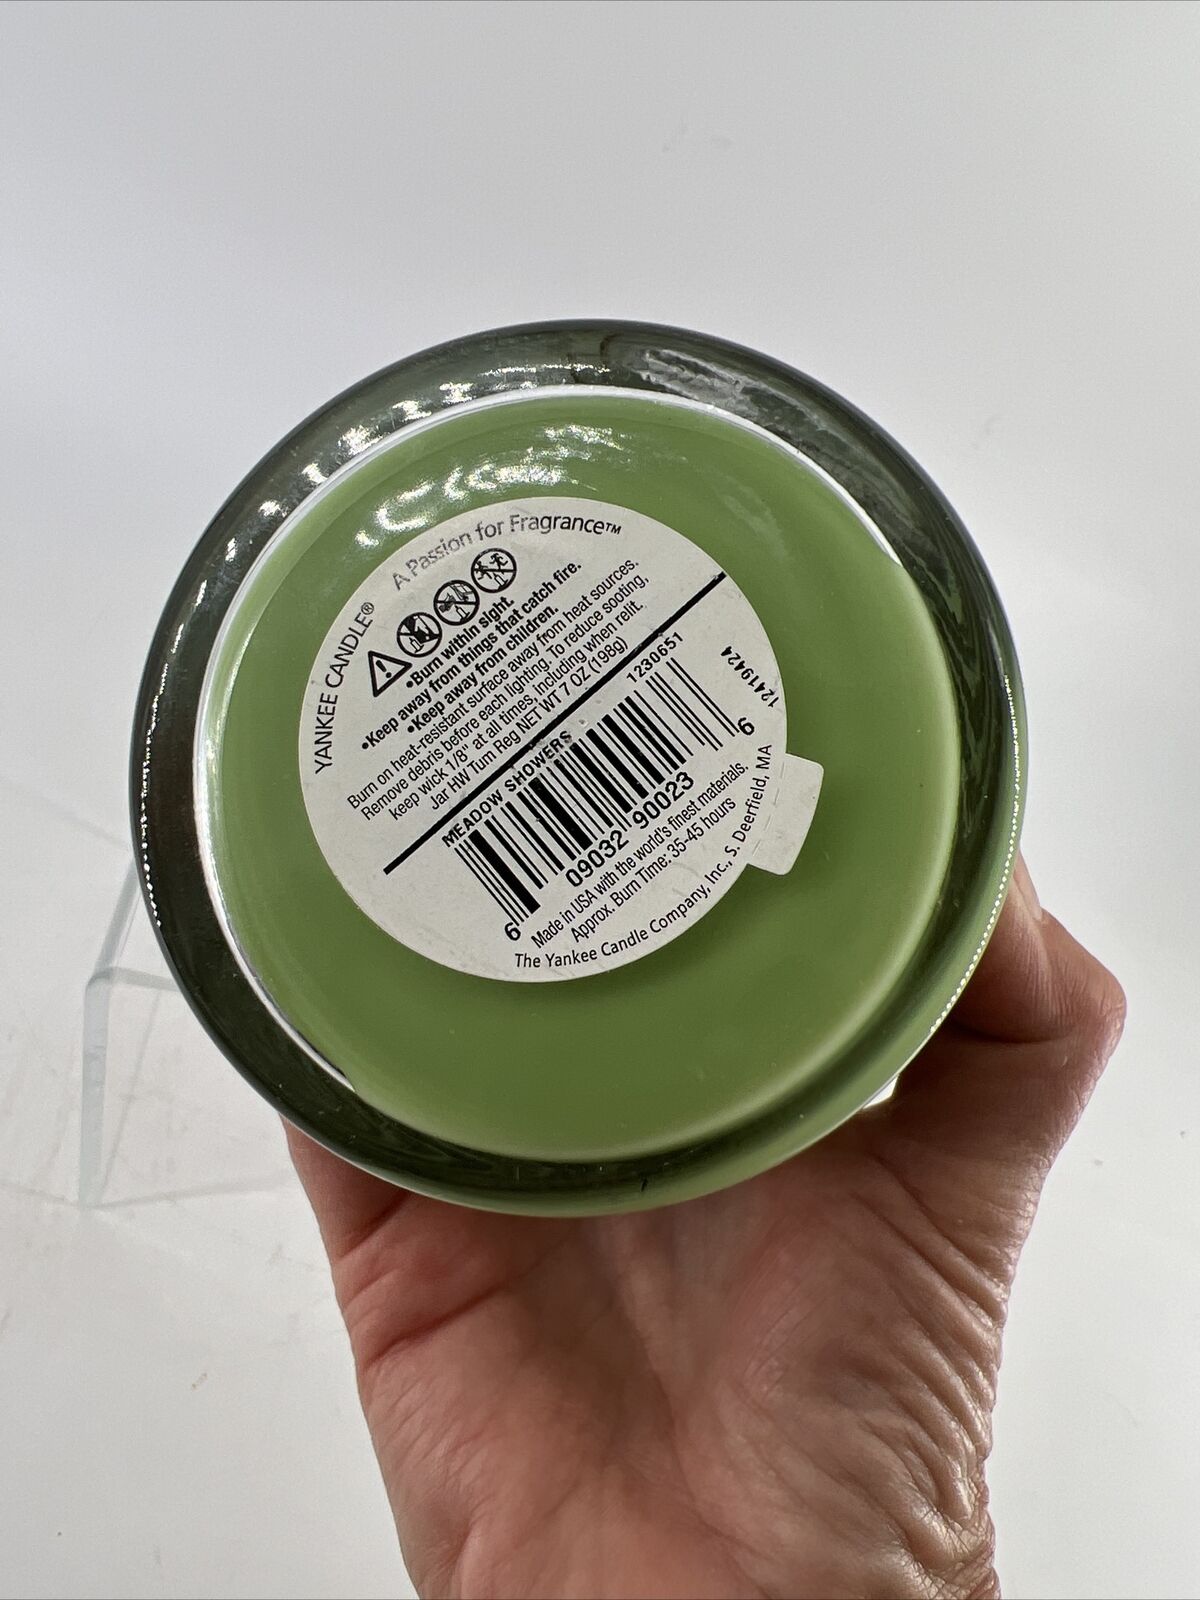 A Passion for Fragrance™
YANKEE CANDLE®
•Burn within sight.
•Keep away from things that catch fire.
•Keep away from children.
Burn on heat-resistant surface away from heat sources.
Remove debris before each lighting. To reduce sooting,
keep wick 1/8" at all times, including when relit.
Jar HW Tum Reg NET WT 7 OZ (198g)
MEADOW SHOWERS
1230651
6 09032 90023 6
12419424
Made in USA with the world's finest materials.
Approx. Burn Time: 35-45 hours
The Yankee Candle Company, Inc., S. Deerfield, MA